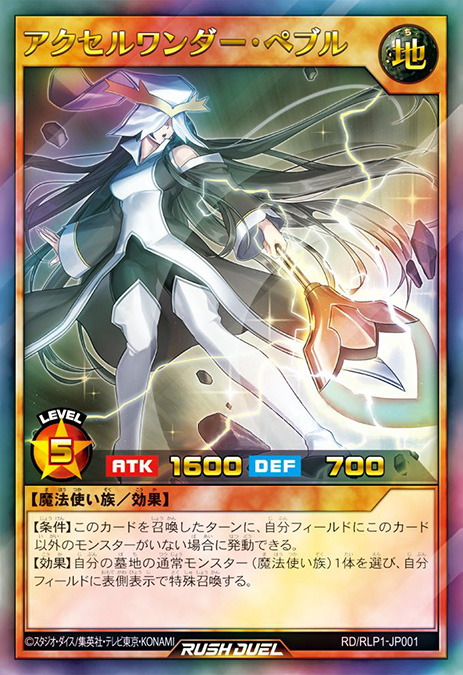 アクセルワンダー・ペブル
地
LEVEL
5
ATK 1600 DEF 700
【魔法使い族／効果】
【条件】このカードを召喚したターンに、自分フィールドにこのカード
以外のモンスターがいない場合に発動できる。
【効果】自分の墓地の通常モンスター（魔法使い族）1体を選び、自分
フィールドに表側表示で特殊召喚する。
©スタジオ・ダイス/集英社・テレビ東京・KONAMI
RUSH DUEL
RD/RLP1-JP001